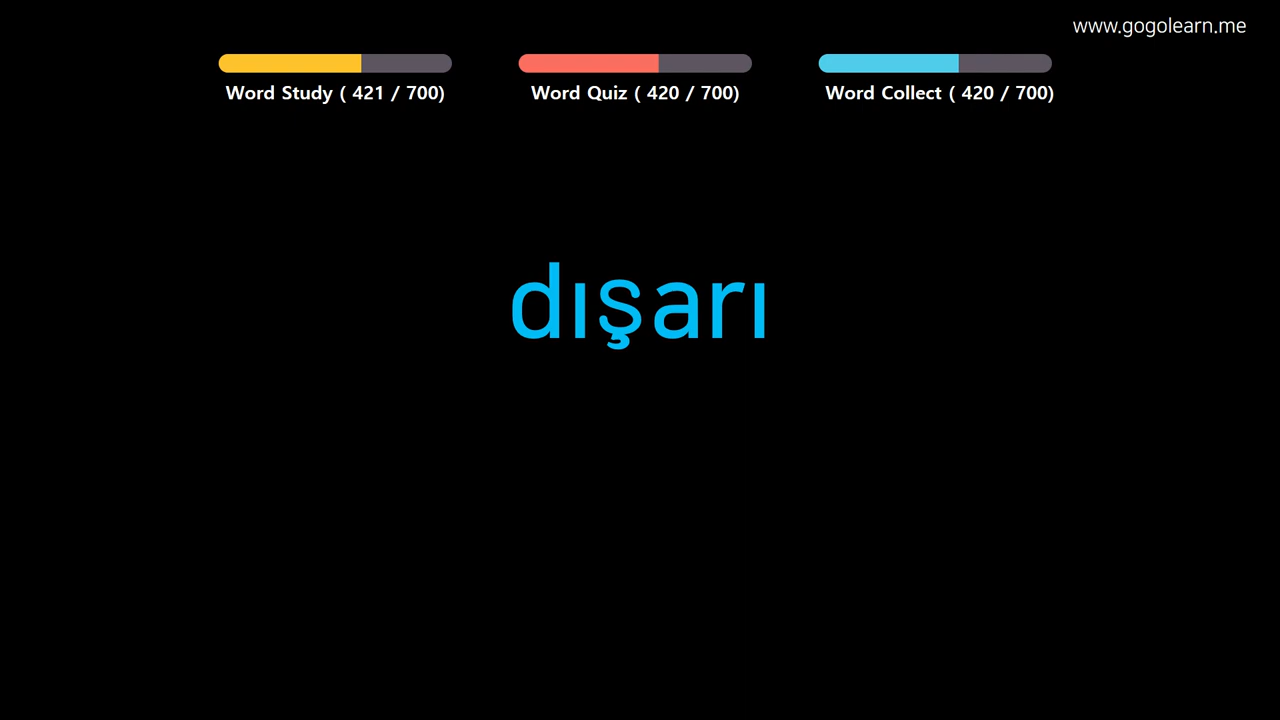 www.gogolearn.me
Word Study ( 421 / 700)
Word Quiz ( 420 / 700)
Word Collect ( 420 / 700)
dışarı